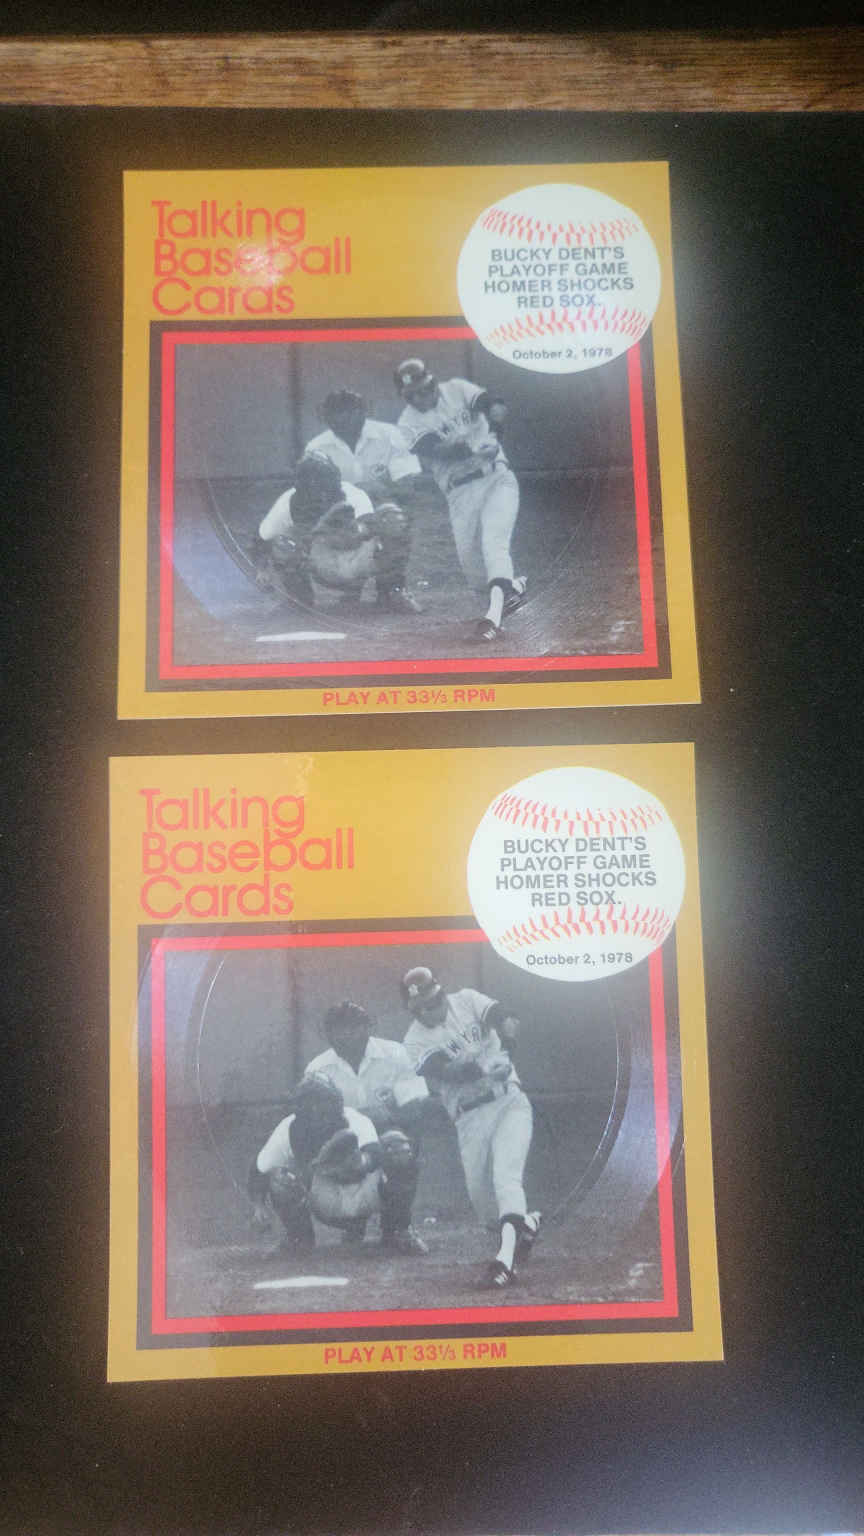 Talking
Baseball
Cards
BUCKY DENT'S
PLAYOFF GAME
HOMER SHOCKS
RED SOX.
October 2, 1978
PLAY AT 33⅓ RPM
Talking
Baseball
Cards
BUCKY DENT'S
PLAYOFF GAME
HOMER SHOCKS
RED SOX.
October 2, 1978
PLAY AT 33⅓ RPM